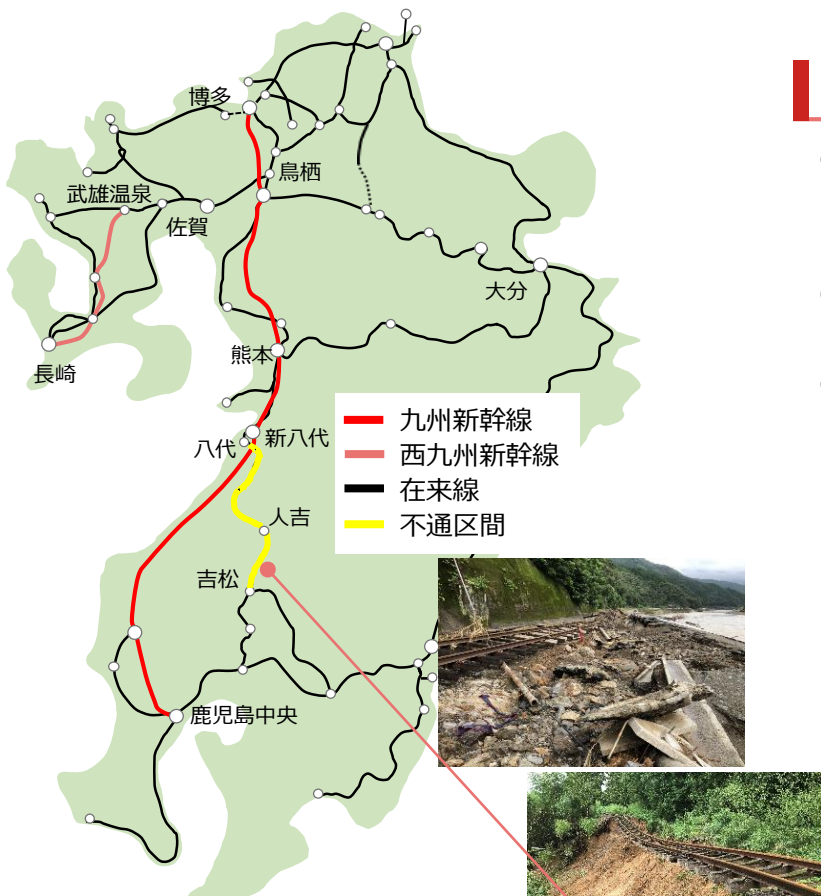 博多
鳥栖
武雄温泉
佐賀
大分
長崎
熊本
八代
新八代
九州新幹線
西九州新幹線
在来線
不通区間
人吉
吉松
鹿児島中央